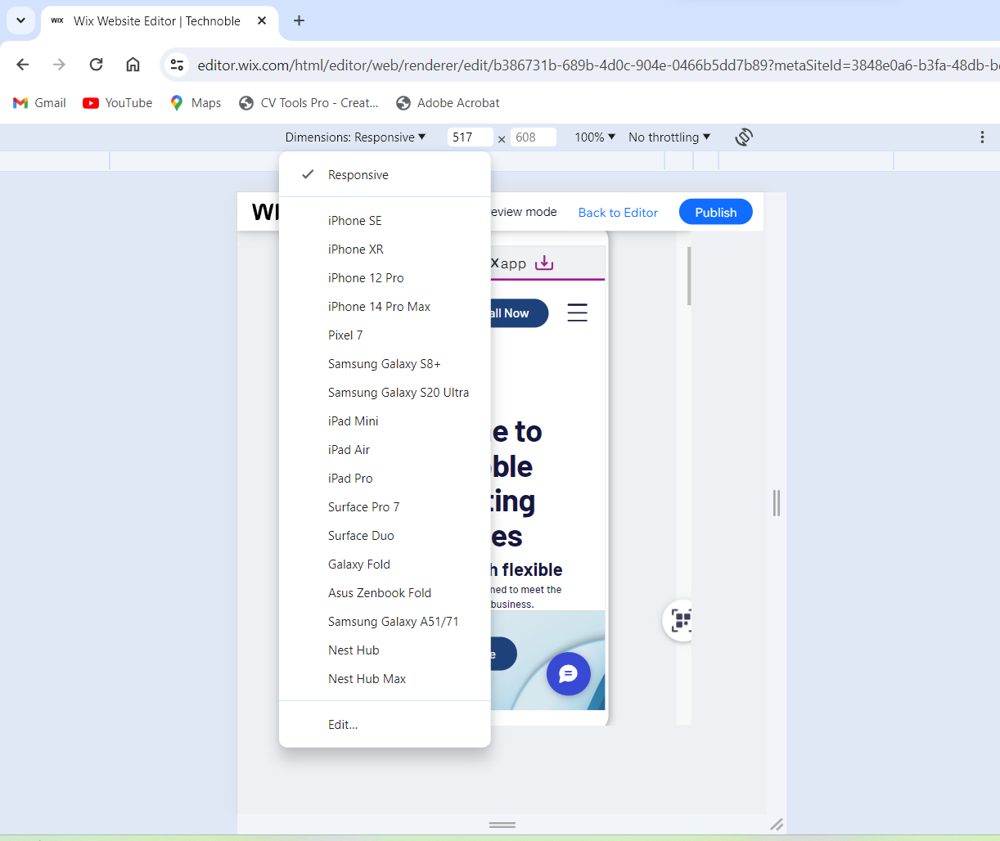 WIX Wix Website Editor | Technoble
editor.wix.com/html/editor/web/renderer/edit/b386731b-689b-4d0c-904e-0466b5dd7b89?metaSiteId=3848e0a6-b3fa-48db-b
Gmail YouTube Maps CV Tools Pro - Creat... Adobe Acrobat
Dimensions: Responsive 517 × 608 100% No throttling
Responsive
iPhone SE
iPhone XR
iPhone 12 Pro
iPhone 14 Pro Max
Pixel 7
Samsung Galaxy S8+
Samsung Galaxy S20 Ultra
iPad Mini
iPad Air
iPad Pro
Surface Pro 7
Surface Duo
Galaxy Fold
Asus Zenbook Fold
Samsung Galaxy A51/71
Nest Hub
Nest Hub Max
Edit...
eview mode Back to Editor Publish
X app
all Now
e to
ble
ting
es
h flexible
ned to meet the
business.
e